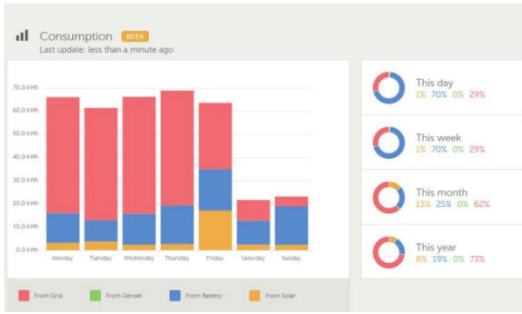 Consumption BETA
Last update: less than a minute ago
70.0 kWh
60.0 kWh
50.0 kWh
40.0 kWh
30.0 kWh
20.0 kWh
10.0 kWh
0.0 kWh
Monday Tuesday Wednesday Thursday Friday Saturday Sunday
From Grid From Genset From Battery From Solar
This day
1% 70% 0% 29%
This week
1% 70% 0% 29%
This month
13% 25% 0% 62%
This year
8% 19% 0% 73%